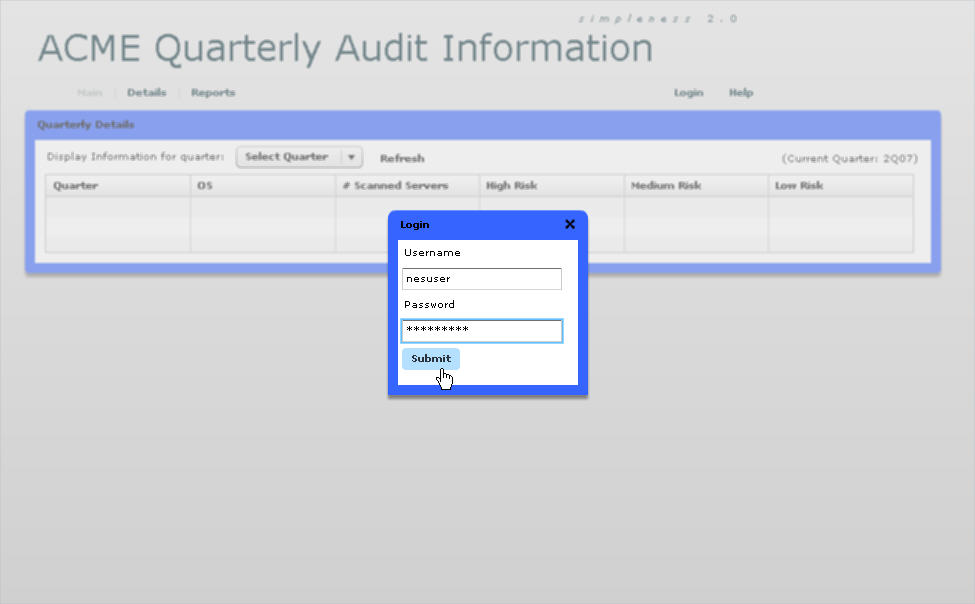 simpleness 2.0
ACME Quarterly Audit Information
Main Details Reports Login Help
Quarterly Details
Display Information for quarter: Select Quarter Refresh (Current Quarter: 2Q07)
Quarter OS # Scanned Servers High Risk Medium Risk Low Risk
Login
Username
nesuser
Password
*********
Submit